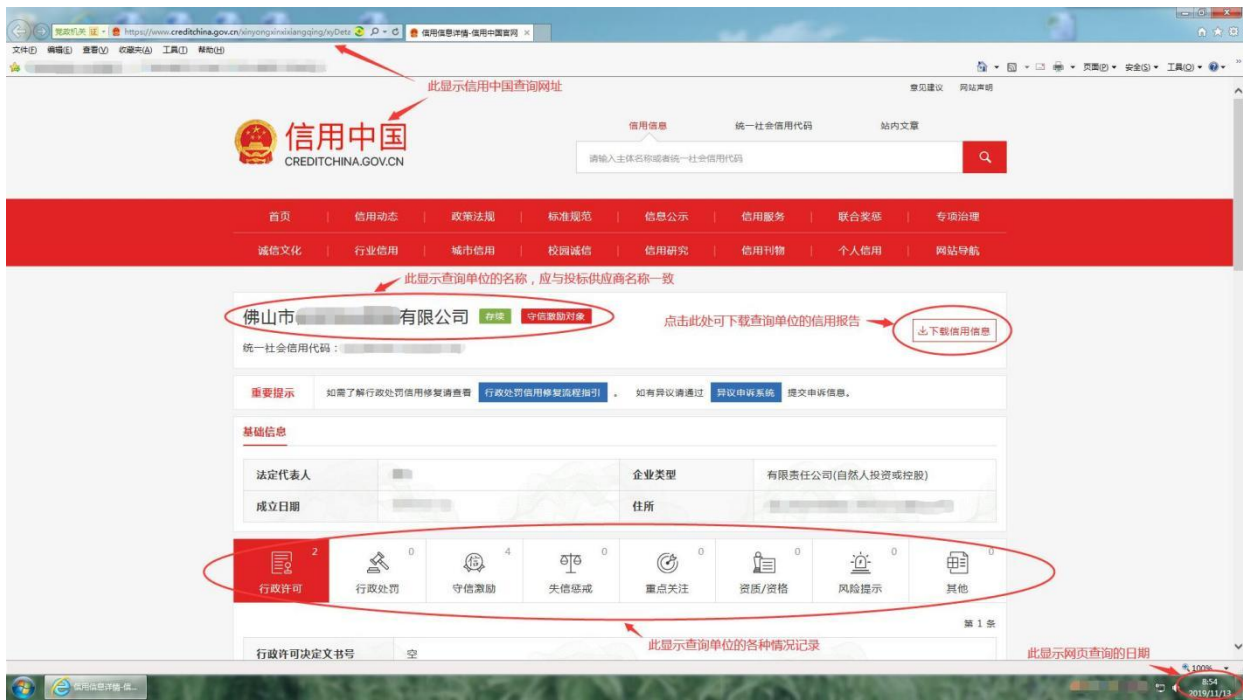 党政机关 证 https://www.creditchina.gov.cn/xinyongxinxixiangqing/xyDeta
信用信息详情-信用中国官网 ×
文件(F) 编辑(E) 查看(V) 收藏夹(A) 工具(T) 帮助(H)
页面(P) 安全(S) 工具(O)
此显示信用中国查询网址
意见建议 网站声明
信用中国
CREDITCHINA.GOV.CN
信用信息 统一社会信用代码 站内文章
请输入主体名称或者统一社会信用代码
首页 信用动态 政策法规 标准规范 信息公示 信用服务 联合奖惩 专项治理
诚信文化 行业信用 城市信用 校园诚信 信用研究 信用刊物 个人信用 网站导航
此显示查询单位的名称，应与投标供应商名称一致
佛山市 有限公司 存续 守信激励对象
点击此处可下载查询单位的信用报告
下载信用信息
统一社会信用代码：
重要提示 如需了解行政处罚信用修复请查看 行政处罚信用修复流程指引 。 如有异议请通过 异议申诉系统 提交申诉信息。
基础信息
法定代表人 企业类型 有限责任公司(自然人投资或控股)
成立日期 住所
2 0 4 0 0 0 0 0
行政许可 行政处罚 守信激励 失信惩戒 重点关注 资质/资格 风险提示 其他
第 1 条
此显示查询单位的各种情况记录
行政许可决定文书号 空
此显示网页查询的日期
100%
信用信息详情-信...
8:54
2019/11/13